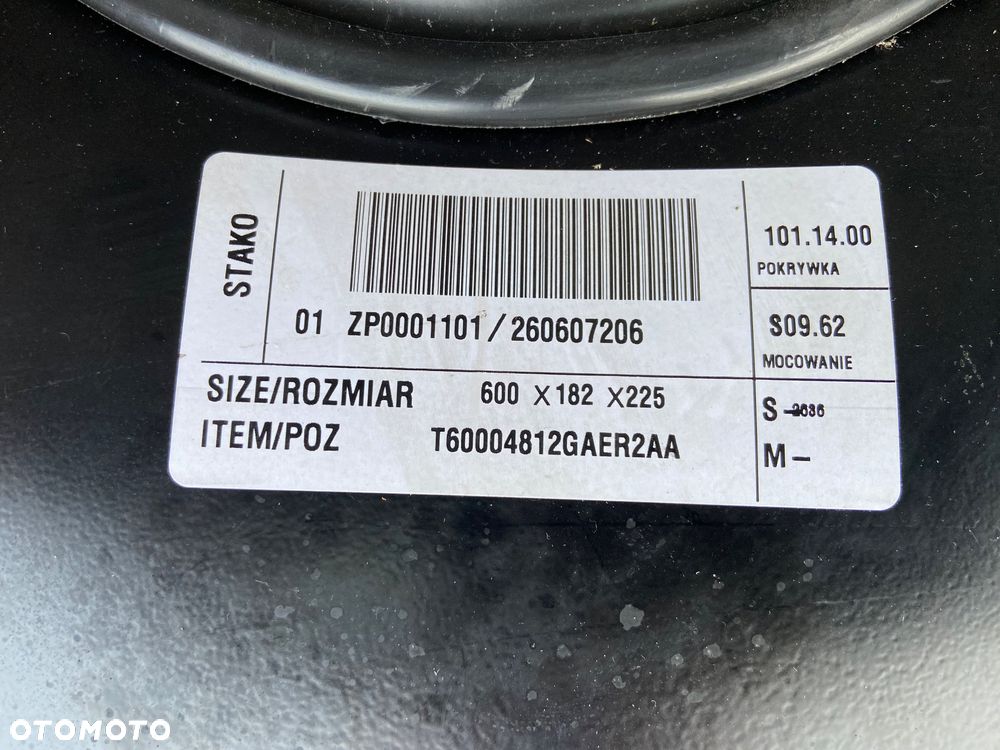 STAKO
01 ZP0001101/260607206
101.14.00
POKRYWKA
S09.62
MOCOWANIE
SIZE/ROZMIAR 600 X182 X225
ITEM/POZ T60004812GAER2AA
S-2636
M-
OTOMOTO